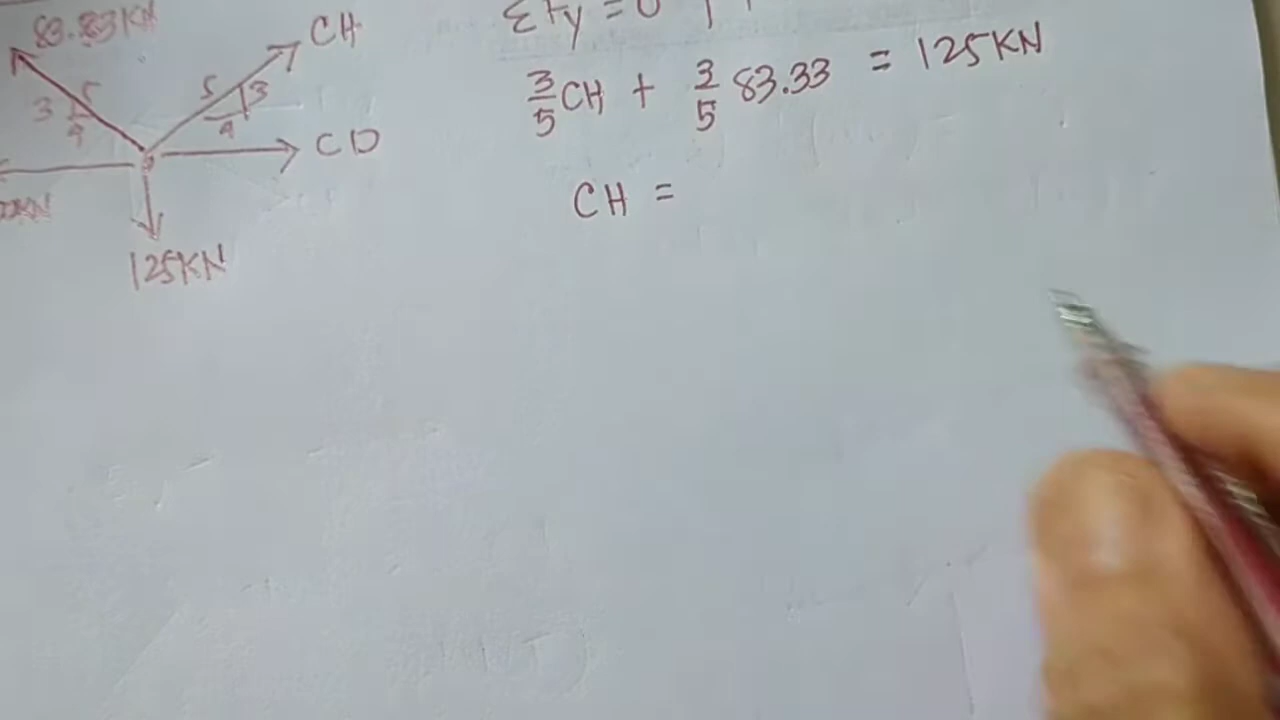 83.83KN
CH
5
3
4
5
3
4
CD
125KN
ΣFy = 0
3/5 CH + 3/5 83.33 = 125KN
CH =